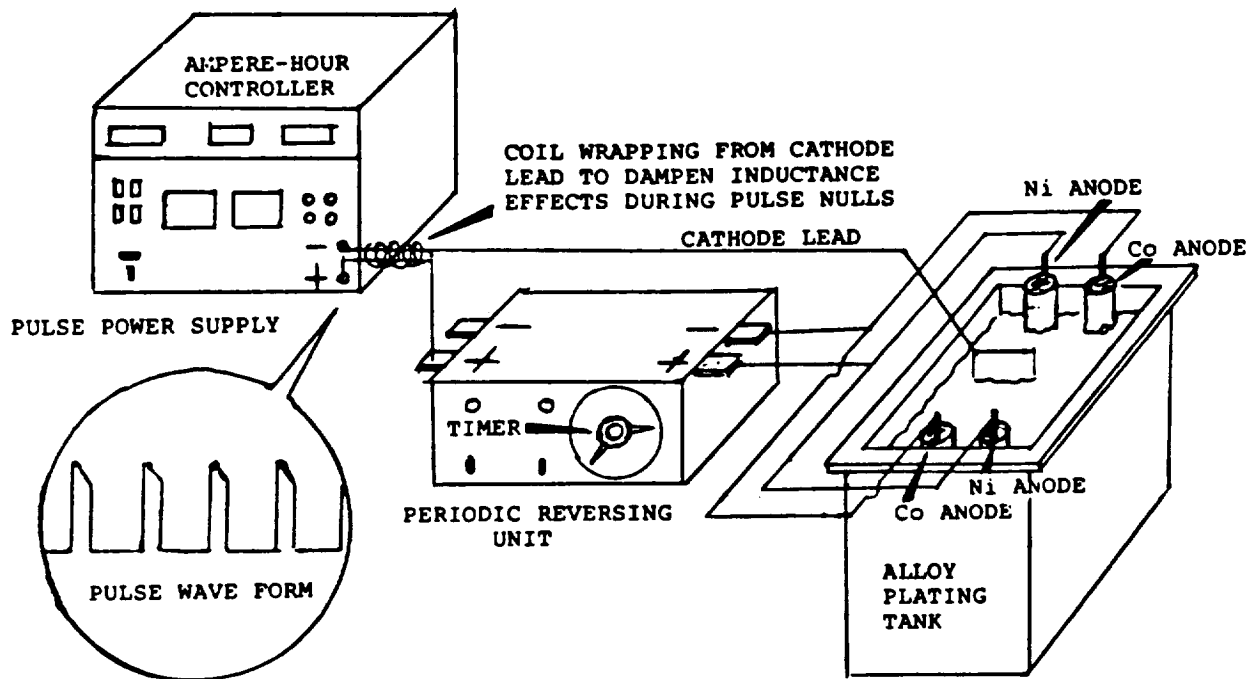 AMPERE-HOUR
CONTROLLER
COIL WRAPPING FROM CATHODE
LEAD TO DAMPEN INDUCTANCE
EFFECTS DURING PULSE NULLS
Ni ANODE
CATHODE LEAD
Co ANODE
−
+
PULSE POWER SUPPLY
−
−
+
+
TIMER
Ni ANODE
Co ANODE
PERIODIC REVERSING
UNIT
PULSE WAVE FORM
ALLOY
PLATING
TANK